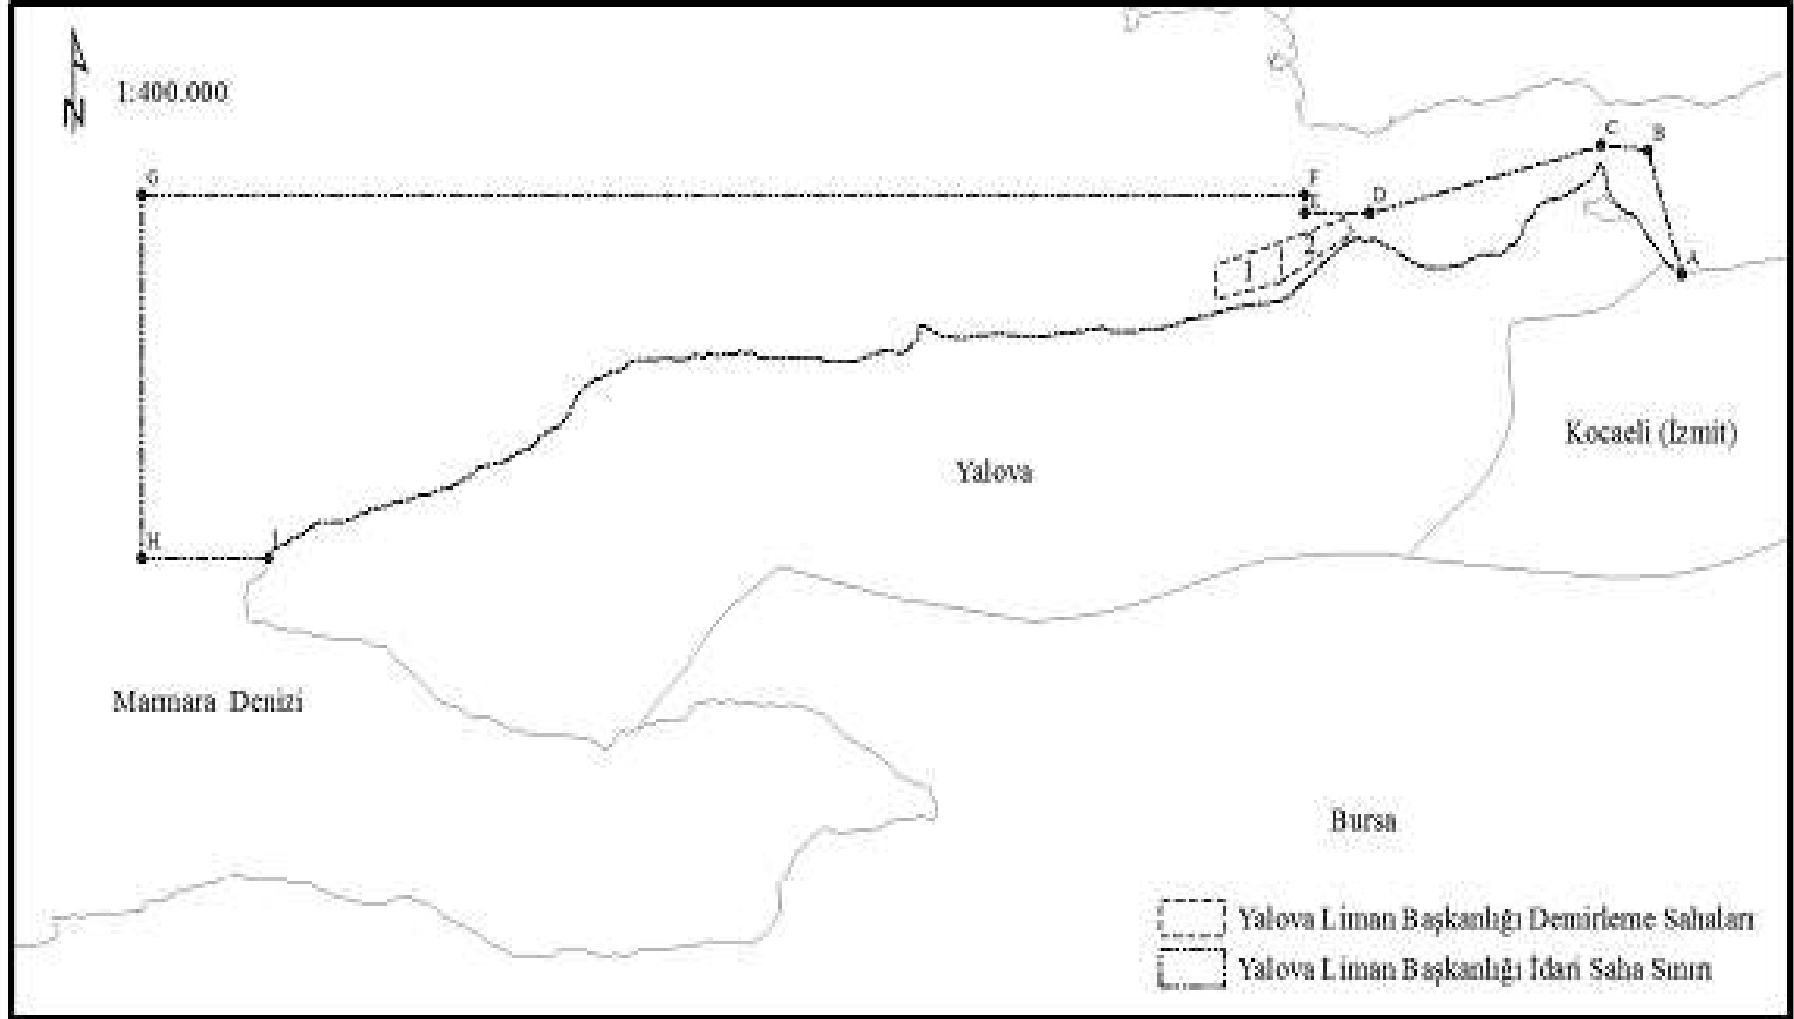 1:400.000
N
C
B
G
F
E
D
A
Kocaeli (İzmit)
Yalova
H
I
Marmara Denizi
Bursa
Yalova Liman Başkanlığı Demirleme Sahaları
Yalova Liman Başkanlığı İdari Saha Sınırı